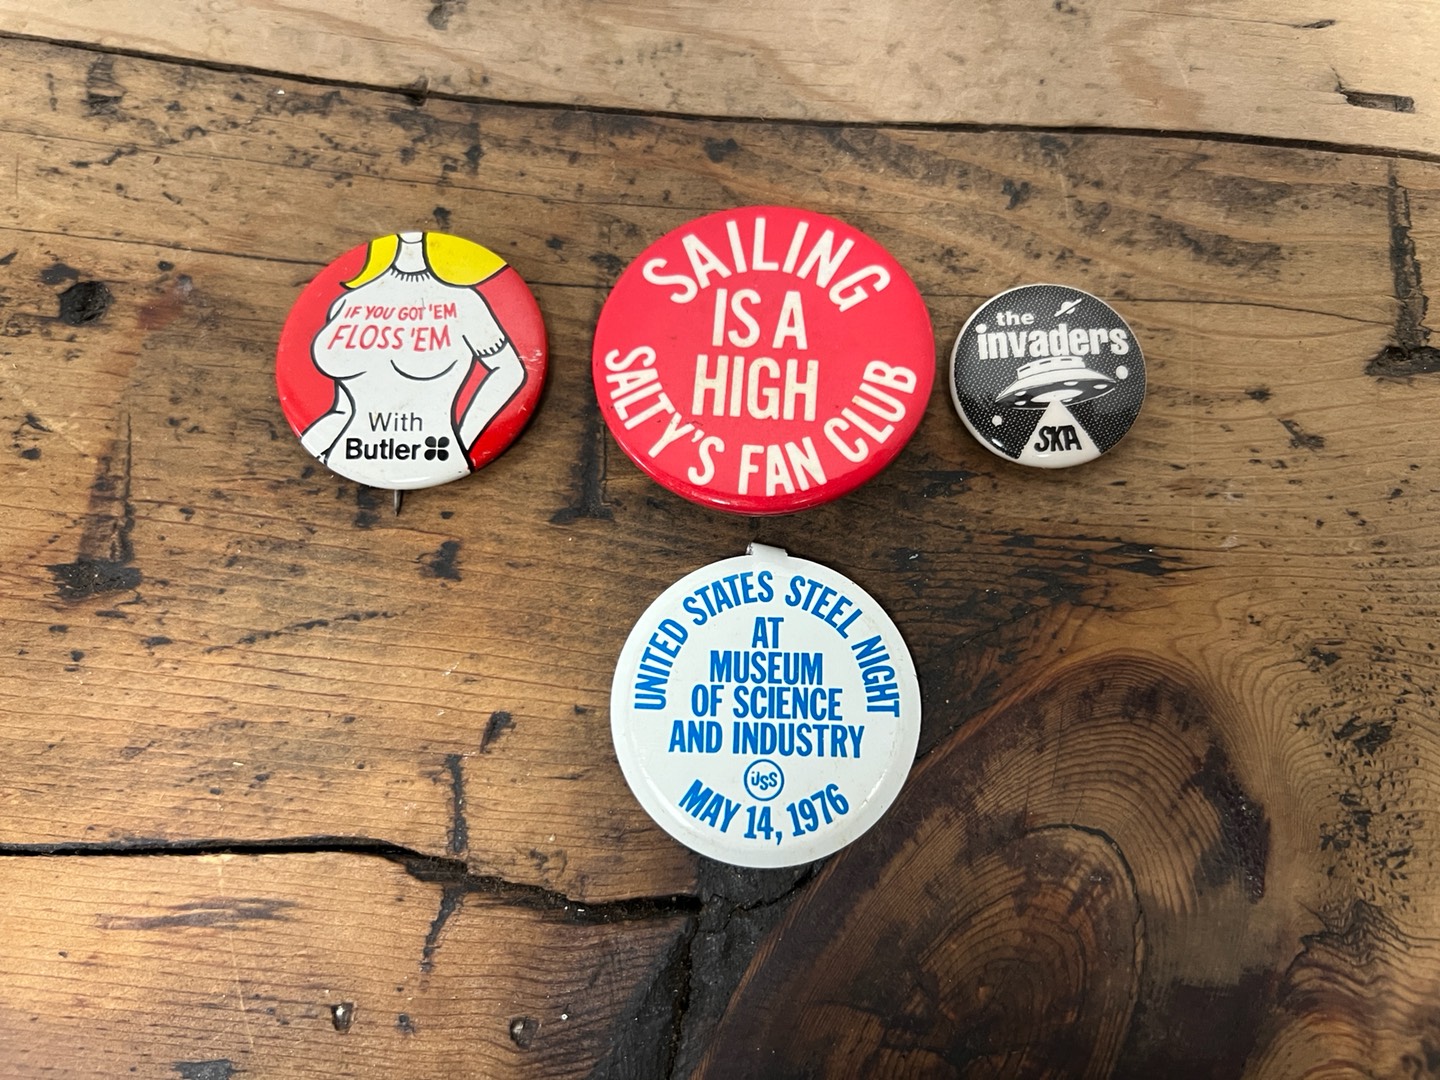 IF YOU GOT 'EM
FLOSS 'EM
With
Butler
SAILING
IS A
HIGH
SALTY'S FAN CLUB
the
invaders
SKA
UNITED STATES STEEL NIGHT
AT
MUSEUM
OF SCIENCE
AND INDUSTRY
USS
MAY 14, 1976